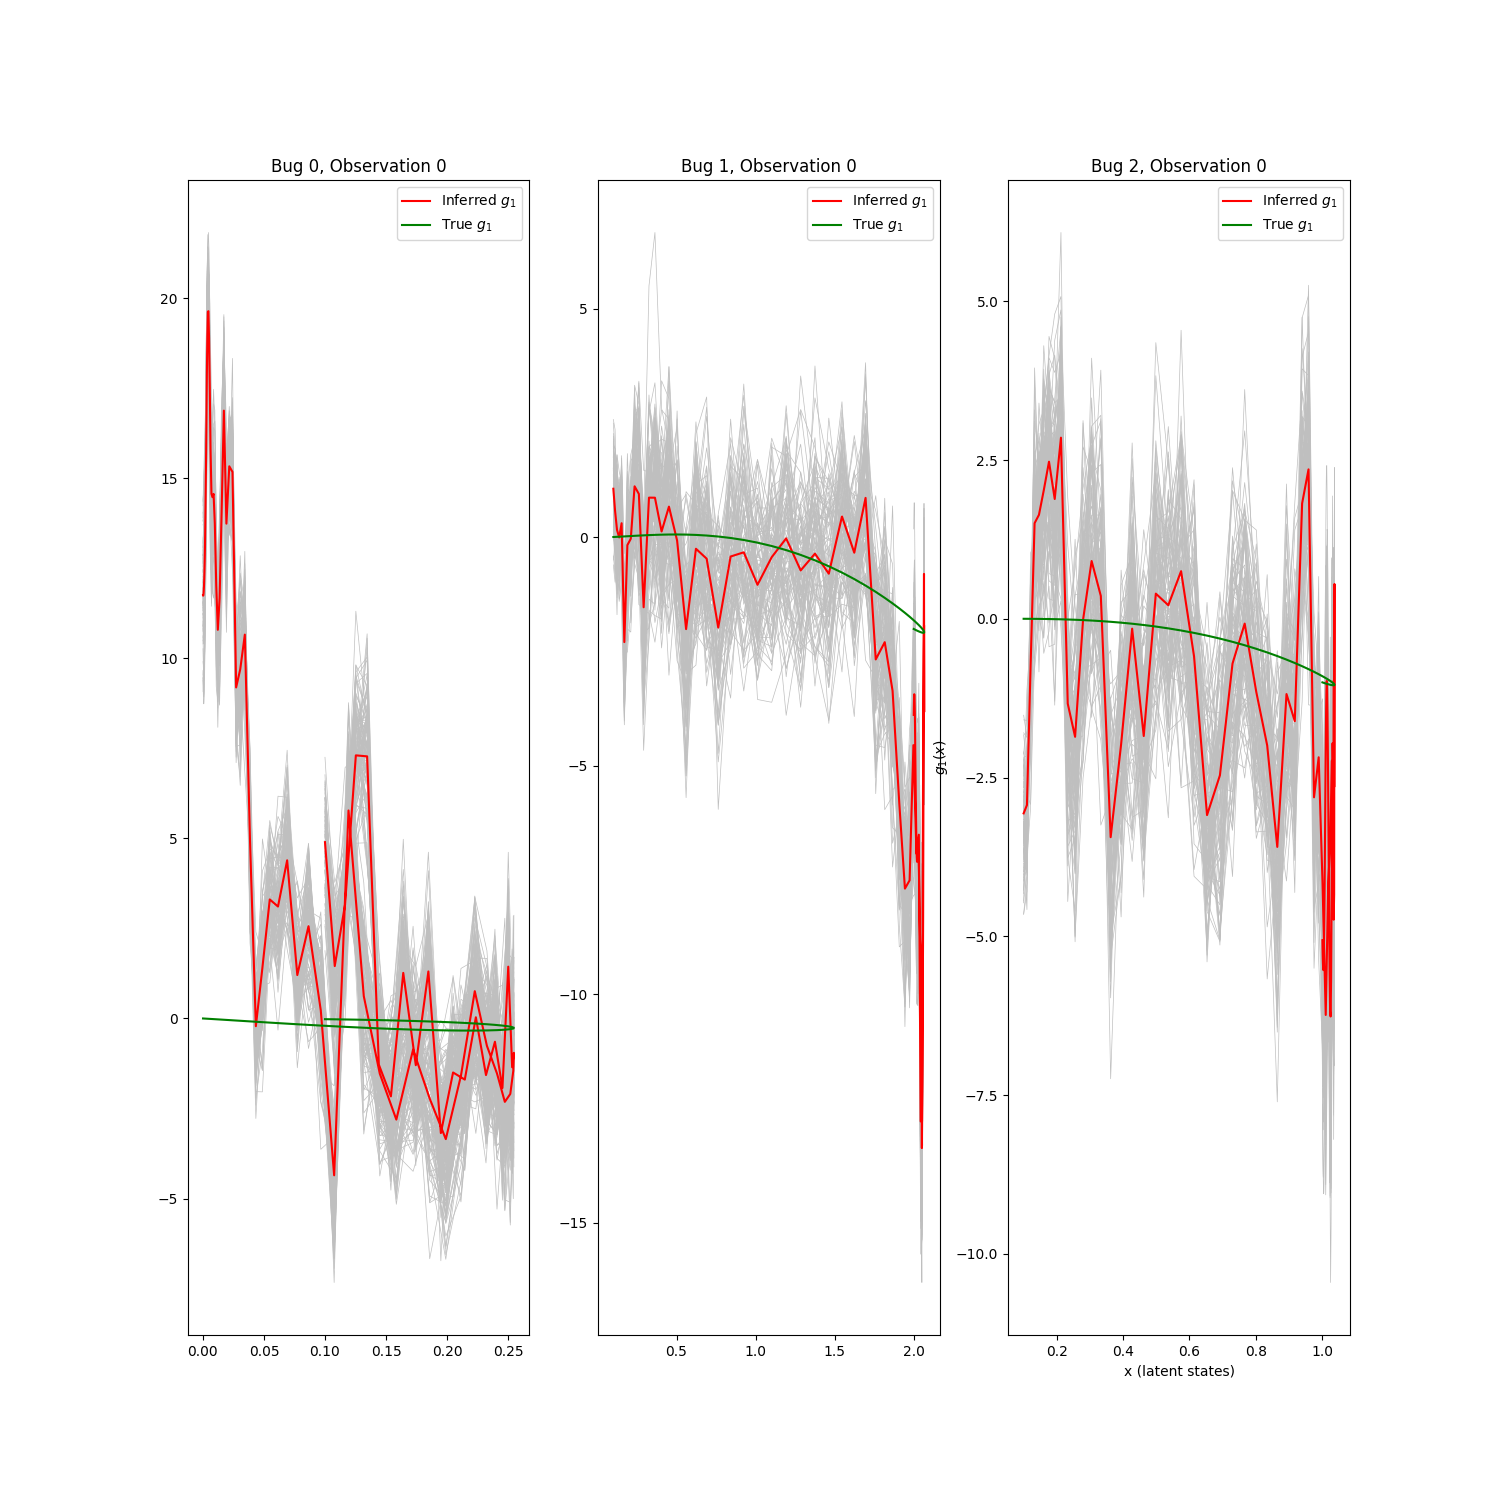 Bug 0, Observation 0
Inferred g₁
True g₁
20
15
10
5
0
−5
0.00 0.05 0.10 0.15 0.20 0.25
Bug 1, Observation 0
Inferred g₁
True g₁
5
0
−5
−10
−15
0.5 1.0 1.5 2.0
Bug 2, Observation 0
Inferred g₁
True g₁
g₁(x)
5.0
2.5
0.0
−2.5
−5.0
−7.5
−10.0
0.2 0.4 0.6 0.8 1.0
x (latent states)